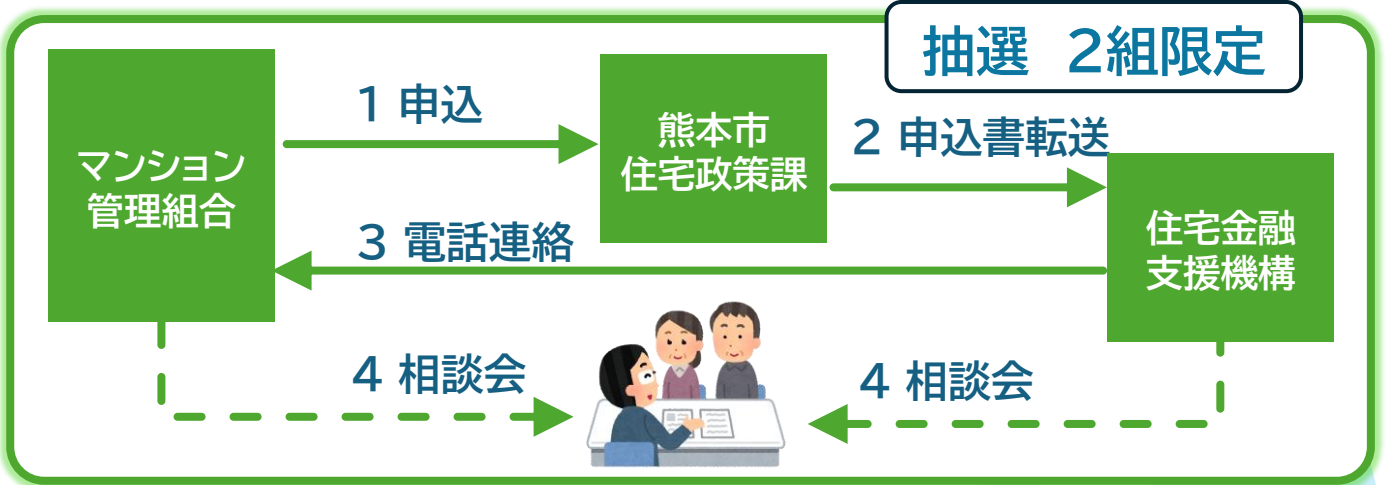 抽選 2組限定
マンション
管理組合
1 申込
熊本市
住宅政策課
2 申込書転送
住宅金融
支援機構
3 電話連絡
4 相談会
4 相談会